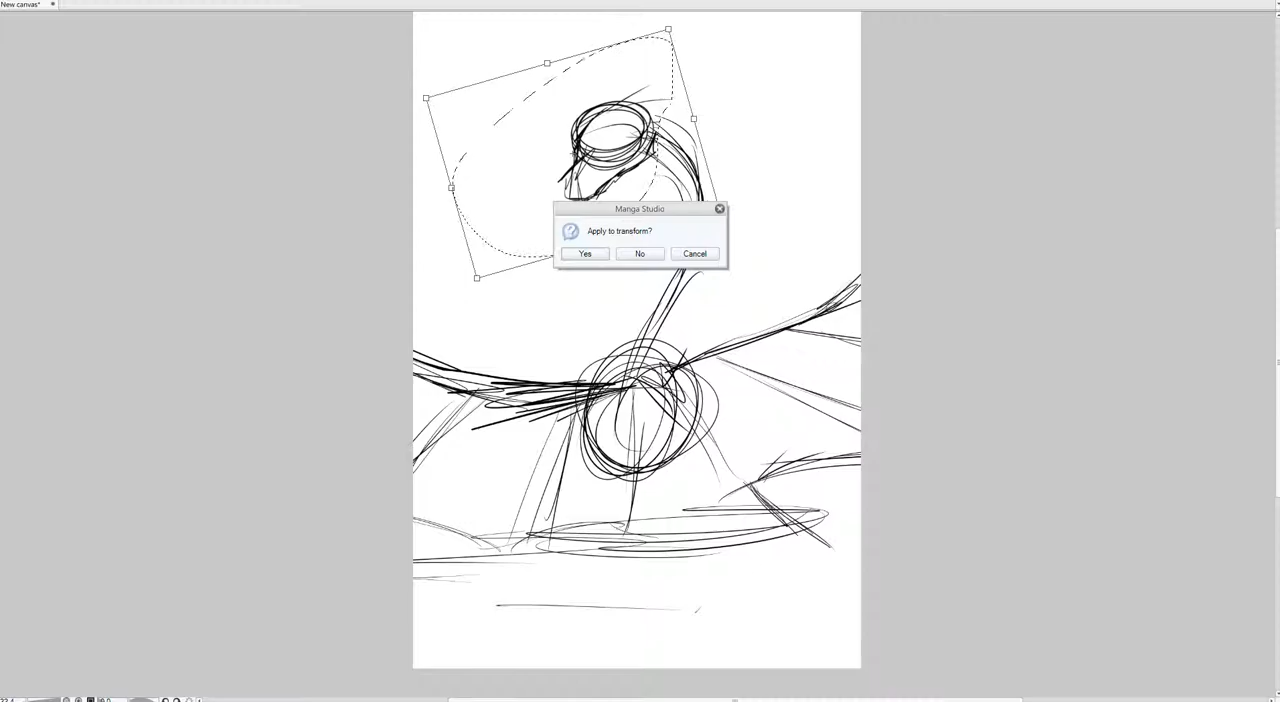 New canvas*
Manga Studio
Apply to transform?
Yes No Cancel